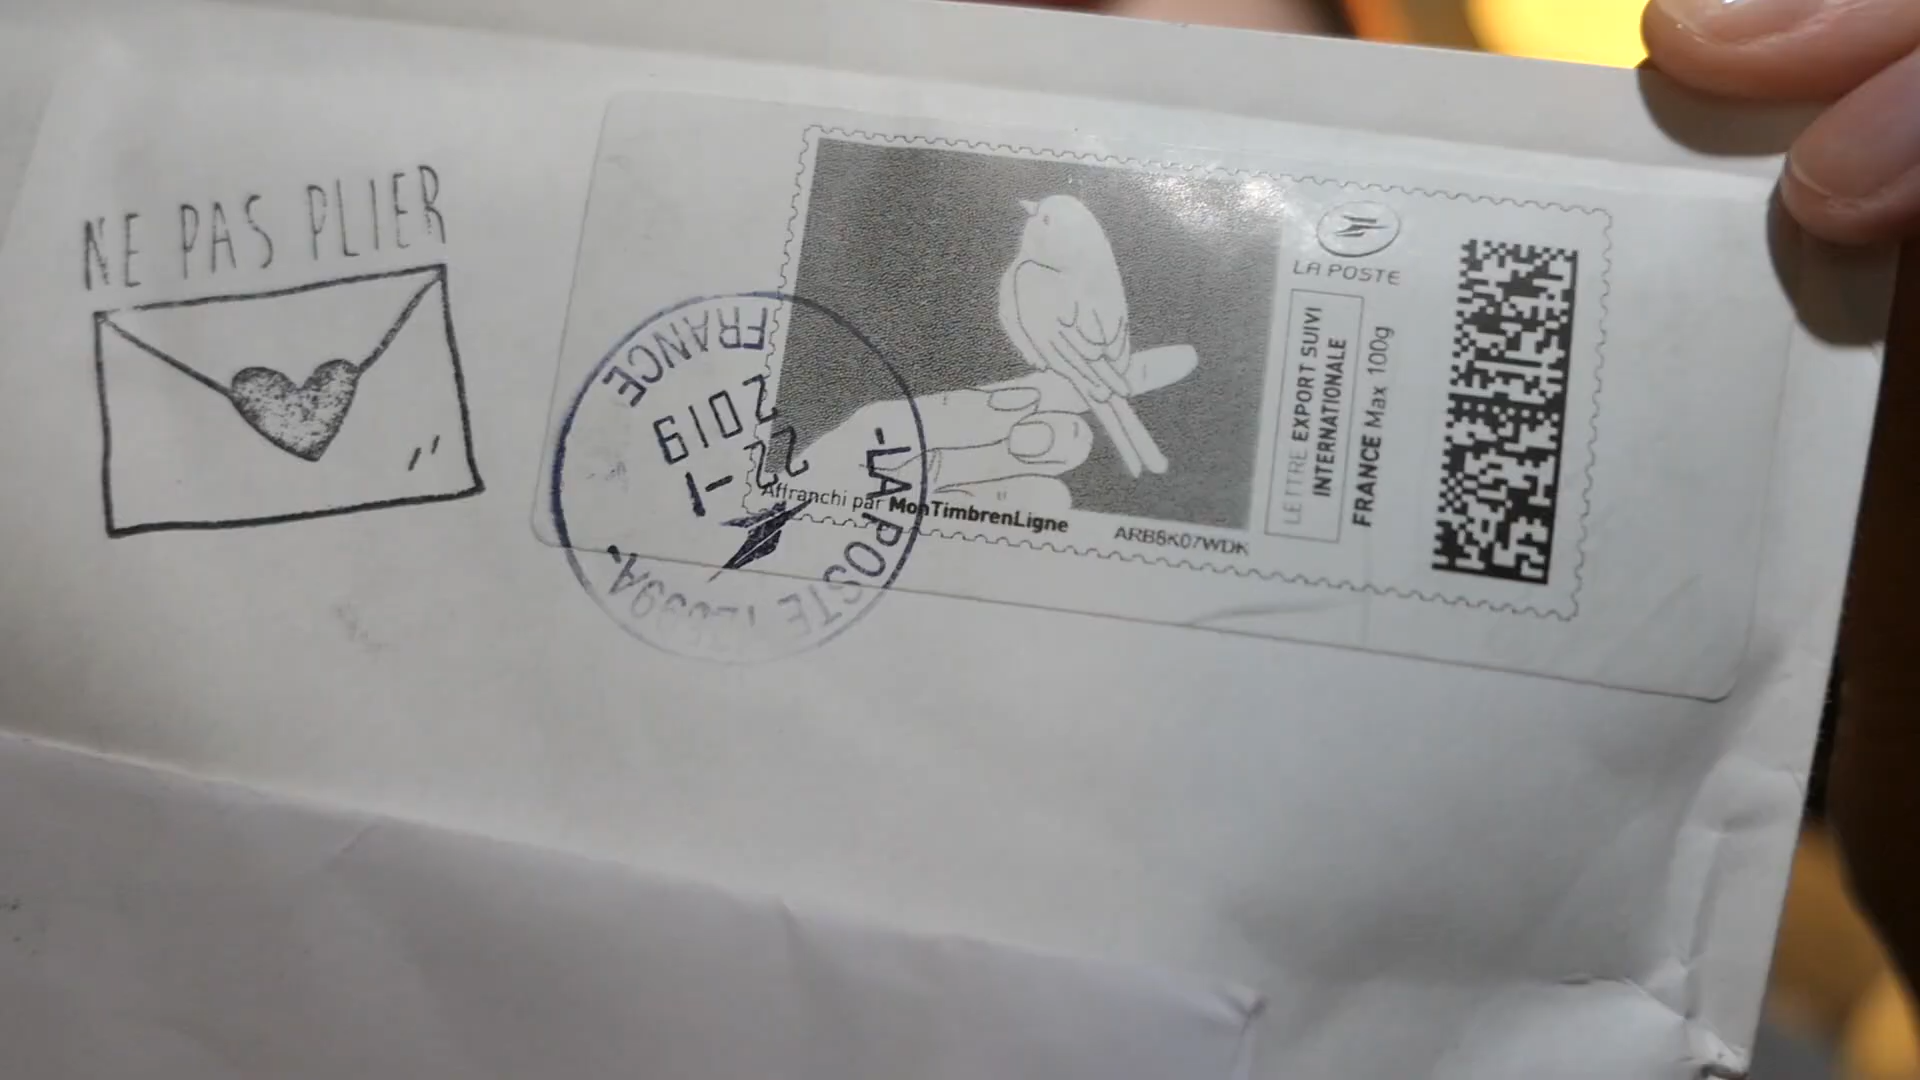 NE PAS PLIER
LA POSTE
LETTRE EXPORT SUIVI
INTERNATIONALE
FRANCE Max 100g
Affranchi par MonTimbrenLigne
ARB8K07WDK
-LA POSTE
22-1
2019
FRANCE